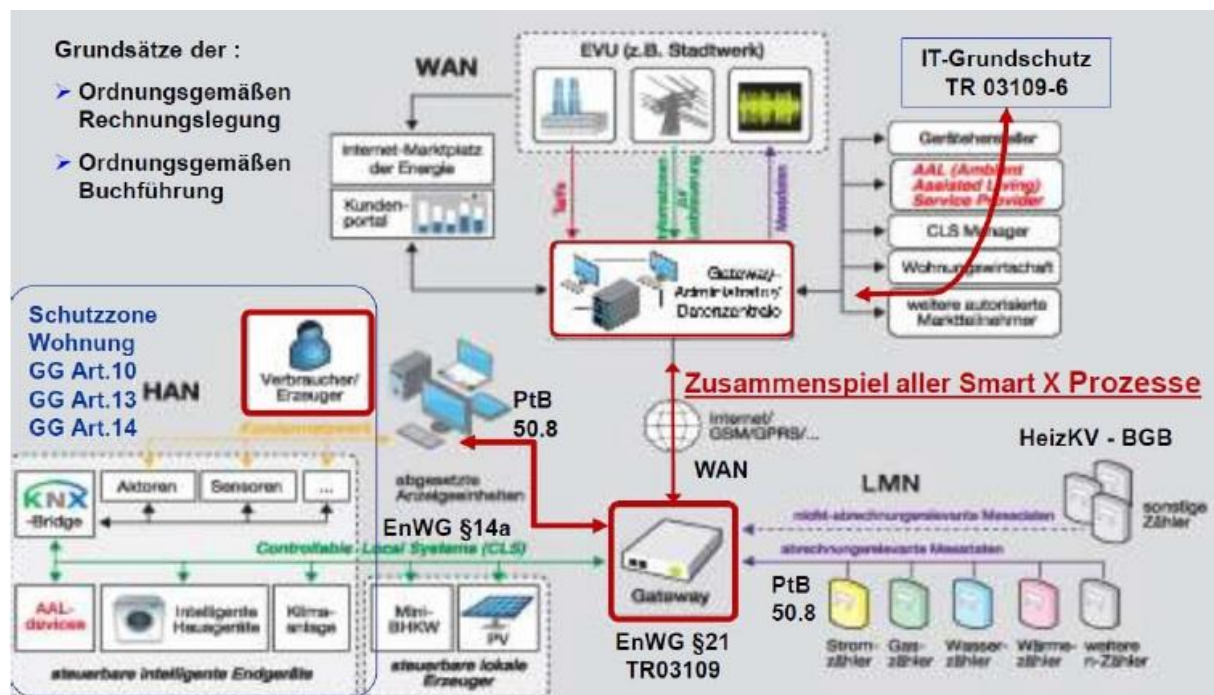 Grundsätze der :
➤ Ordnungsgemäßen
Rechnungslegung
➤ Ordnungsgemäßen
Buchführung
WAN
EVU (z.B. Stadtwerk)
IT-Grundschutz
TR 03109-6
Internet-Marktplatz
der Energie
Kunden-
portal
Tarife
Informationen
zur
Laststeuerung
Messdaten
Gerätehersteller
AAL (Ambient
Assisted Living)
Service Provider
CLS Manager
Wohnungswirtschaft
weitere autorisierte
Marktteilnehmer
Gateway-
Administrator/
Datenzentrale
Schutzzone
Wohnung
GG Art.10
GG Art.13
GG Art.14
HAN
Verbraucher/
Erzeuger
Kundennetzwerk
PtB
50.8
abgesetzte
Anzeigeeinheiten
Zusammenspiel aller Smart X Prozesse
Internet/
GSM/GPRS/...
WAN
HeizKV - BGB
LMN
sonstige
Zähler
nicht-abrechnungsrelevante Messdaten
abrechnungsrelevante Messdaten
KNX
-Bridge
Aktoren
Sensoren
...
EnWG §14a
Controllable Local Systems (CLS)
AAL-
devices
Intelligente
Hausgeräte
Klima-
anlage
steuerbare intelligente Endgeräte
Mini-
BHKW
PV
steuerbare lokale
Erzeuger
Gateway
EnWG §21
TR03109
PtB
50.8
Strom-
zähler
Gas-
zähler
Wasser-
zähler
Wärme-
zähler
weitere
n-Zähler